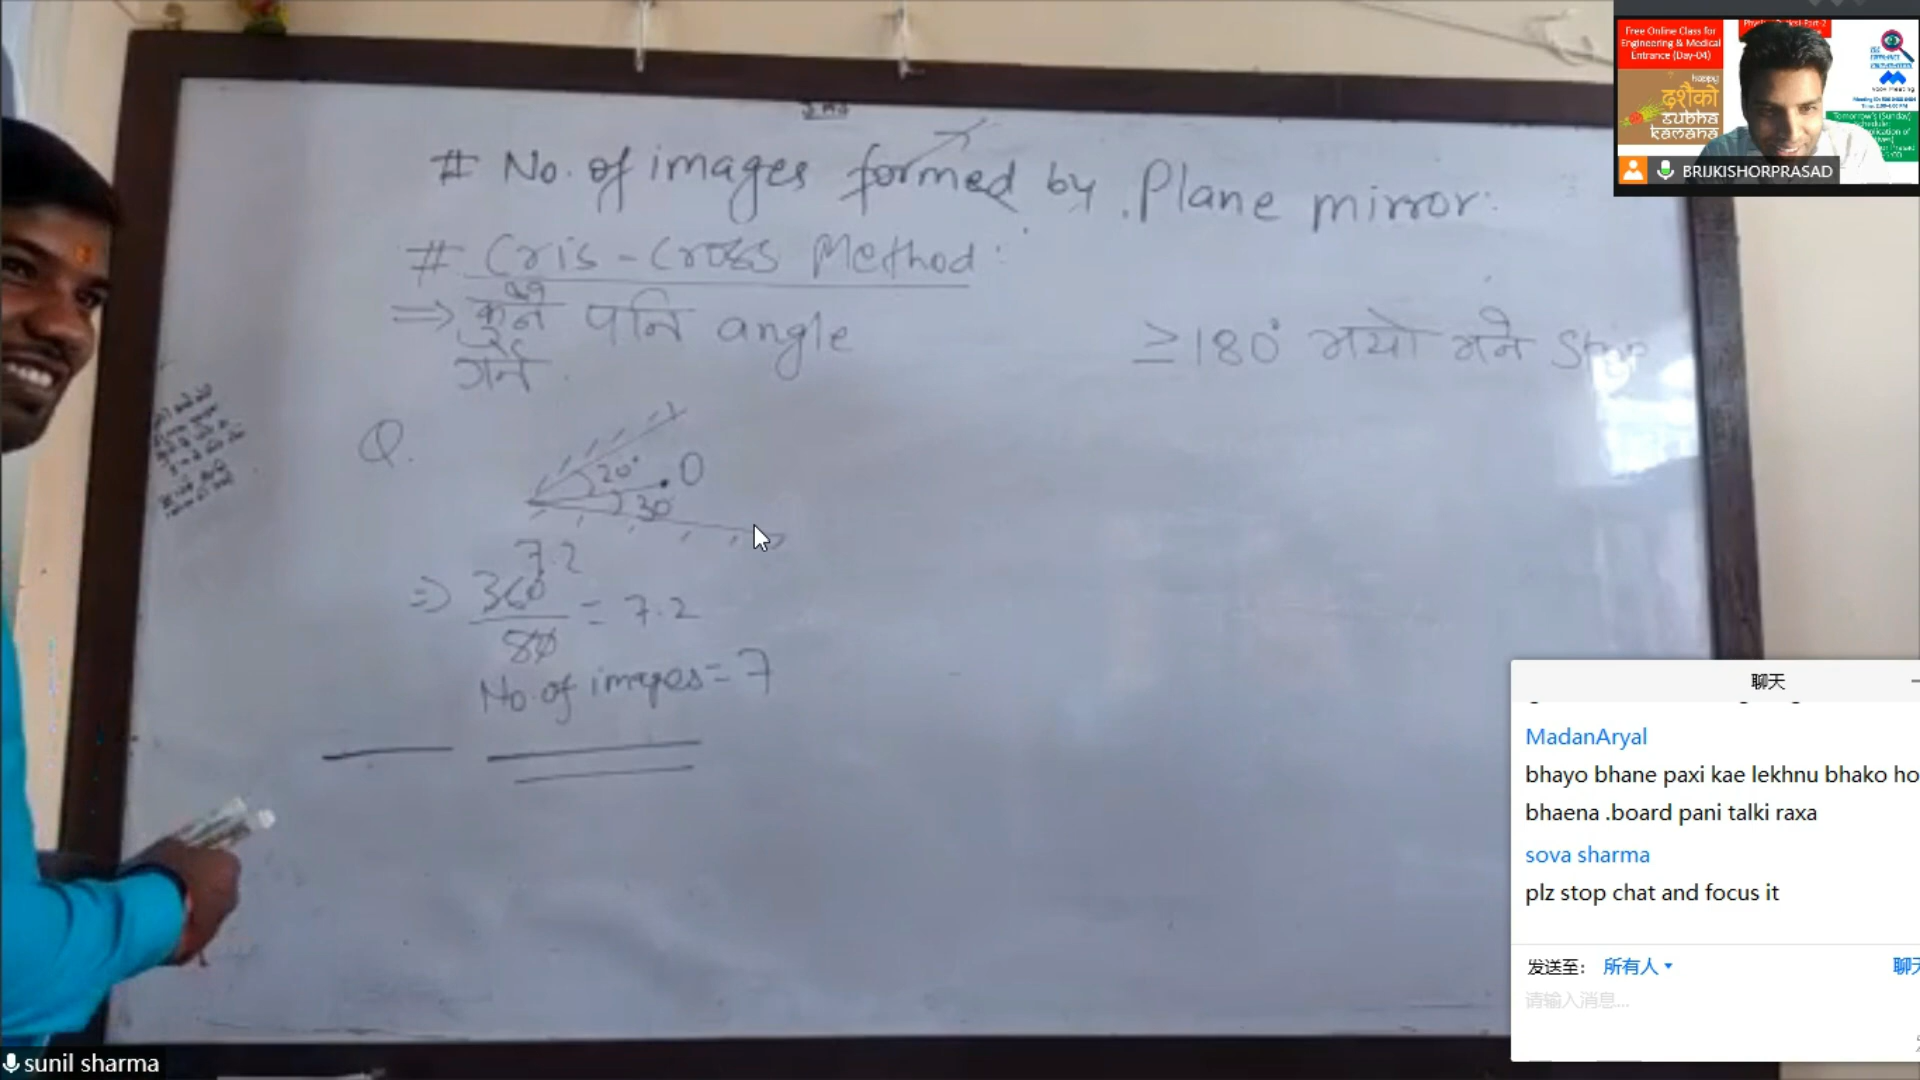 # No. of images formed by Plane mirror:
# Cris-Cross Method:
⇒ कुनै पनि angle
≥180° भयो भने Stop
गर्ने
Q.
20°
O
30
7.2
⇒ 360/50 = 7.2
No. of images = 7
Free Online Class for
Engineering & Medical
Entrance (Day-04)
happy
दशैंको
subha
kamana
BRIJKISHORPRASAD
聊天
MadanAryal
bhayo bhane paxi kae lekhnu bhako ho
bhaena .board pani talki raxa
sova sharma
plz stop chat and focus it
发送至: 所有人
请输入消息...
sunil sharma